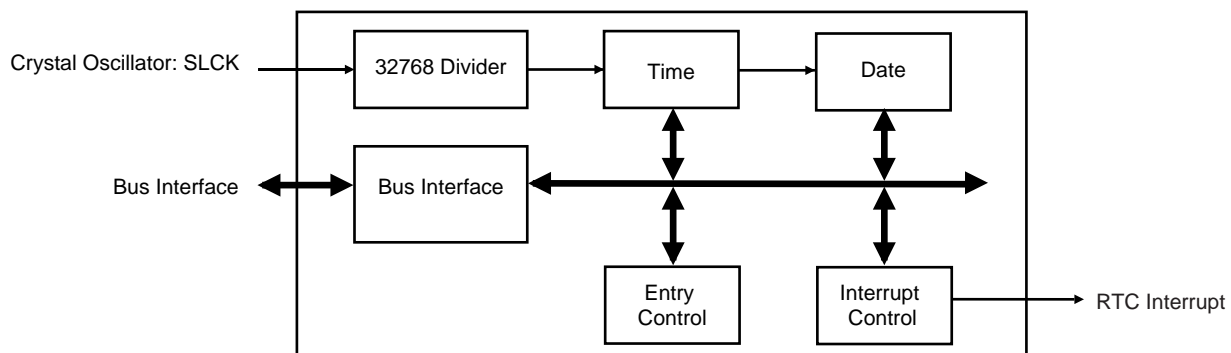 Crystal Oscillator: SLCK
32768 Divider
Time
Date
Bus Interface
Bus Interface
Entry
Control
Interrupt
Control
RTC Interrupt